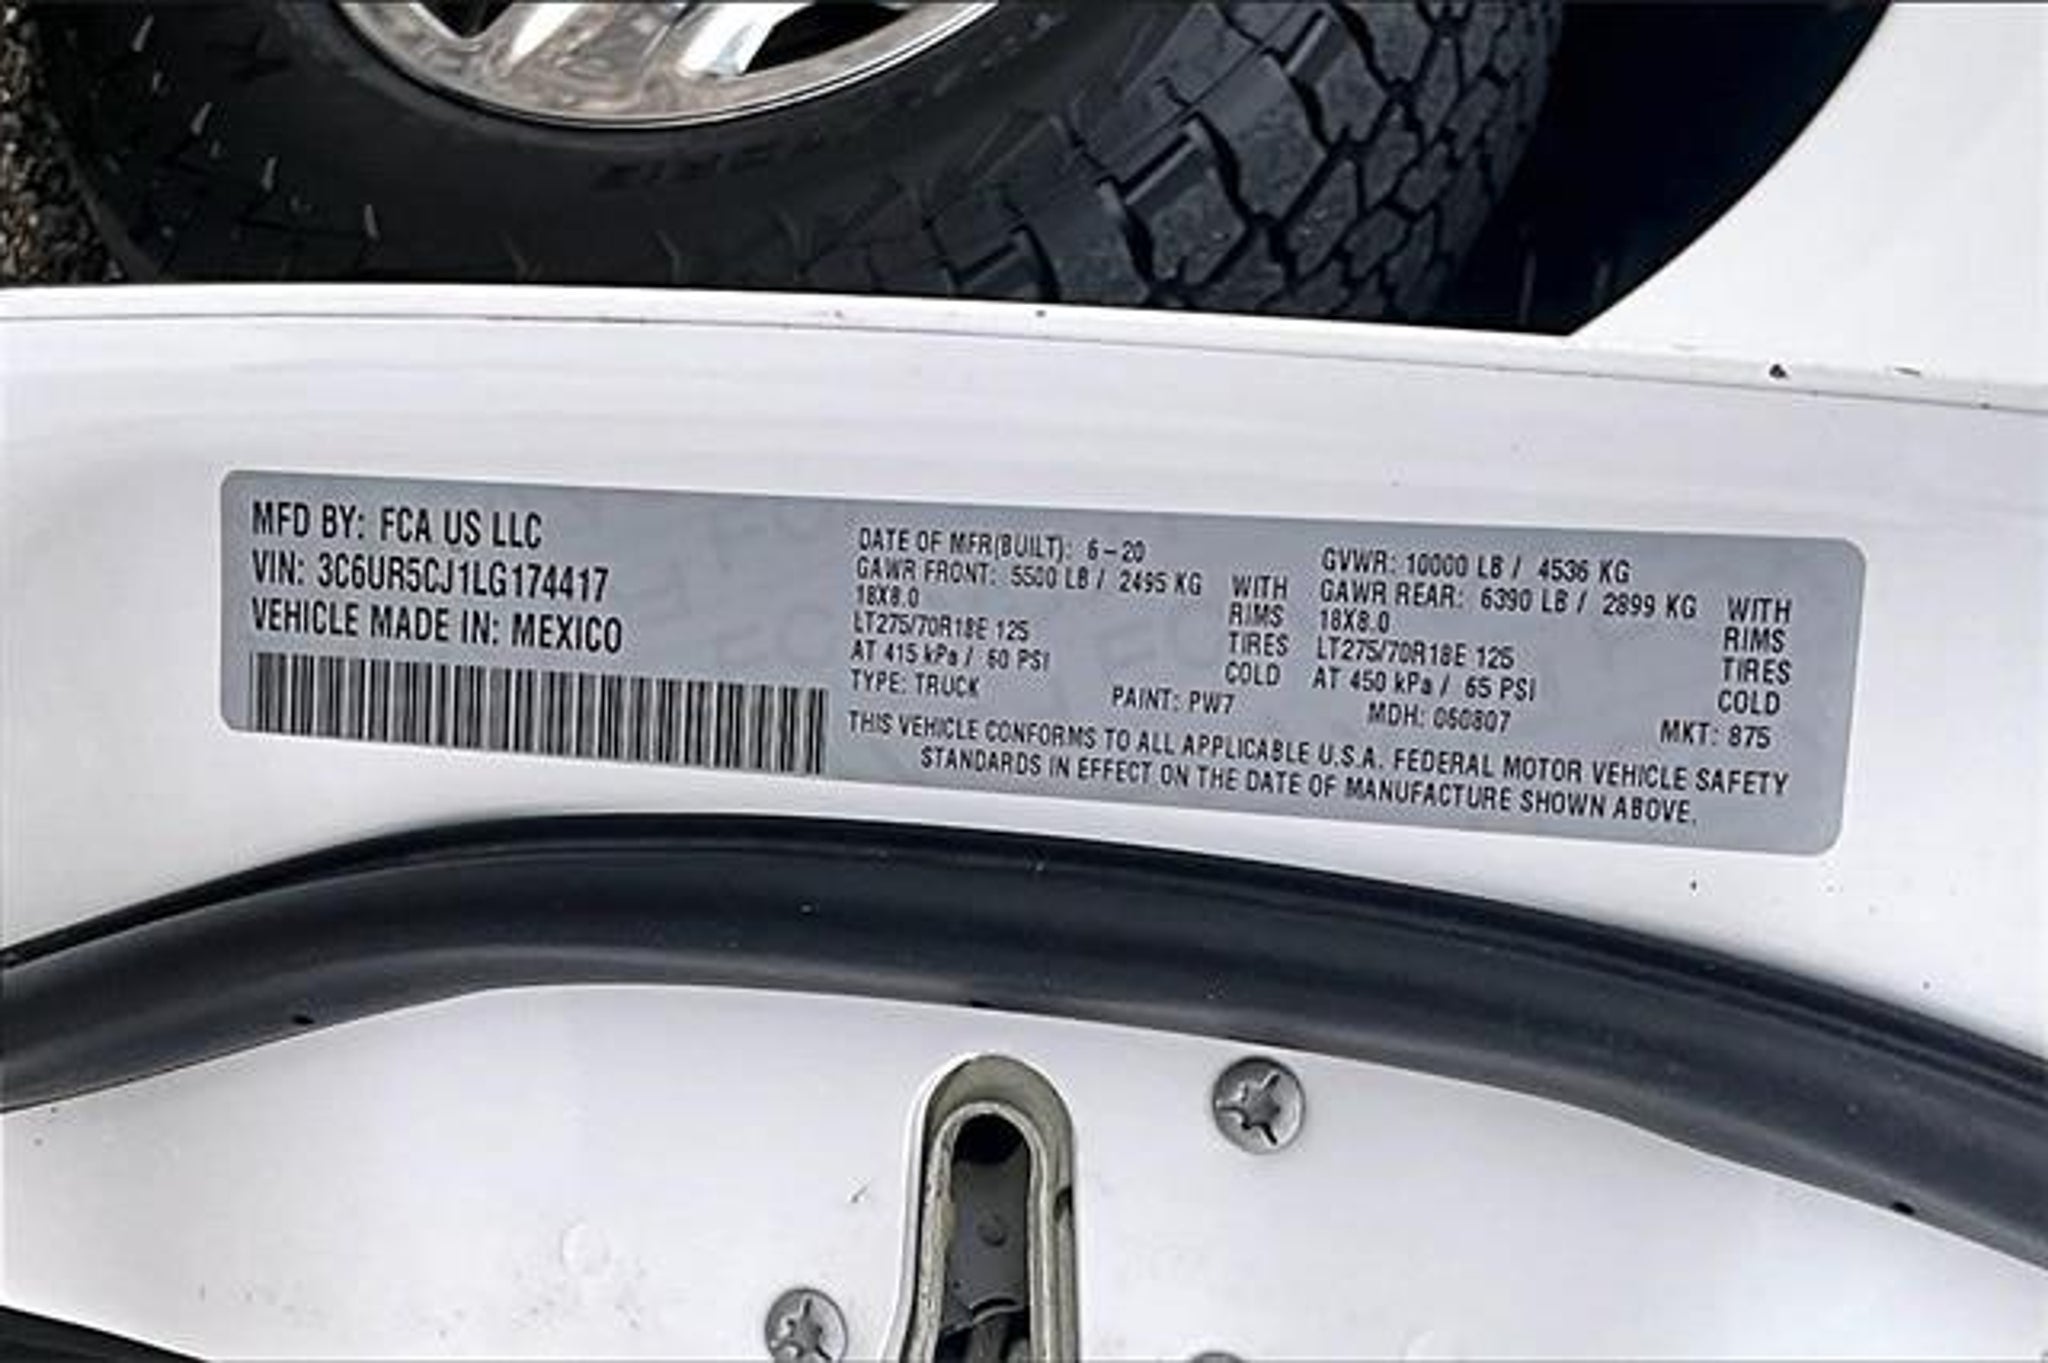 MFD BY: FCA US LLC
VIN: 3C6UR5CJ1LG174417
VEHICLE MADE IN: MEXICO
DATE OF MFR(BUILT): 6-20
GAWR FRONT: 5500 LB / 2495 KG WITH
18X8.0 RIMS
LT275/70R18E 125 TIRES
AT 415 kPa / 60 PSI COLD
TYPE: TRUCK PAINT: PW7
GVWR: 10000 LB / 4536 KG
GAWR REAR: 6390 LB / 2899 KG WITH
18X8.0 RIMS
LT275/70R18E 125 TIRES
AT 450 kPa / 65 PSI COLD
MDH: 060807 MKT: 875
THIS VEHICLE CONFORMS TO ALL APPLICABLE U.S.A. FEDERAL MOTOR VEHICLE SAFETY
STANDARDS IN EFFECT ON THE DATE OF MANUFACTURE SHOWN ABOVE.